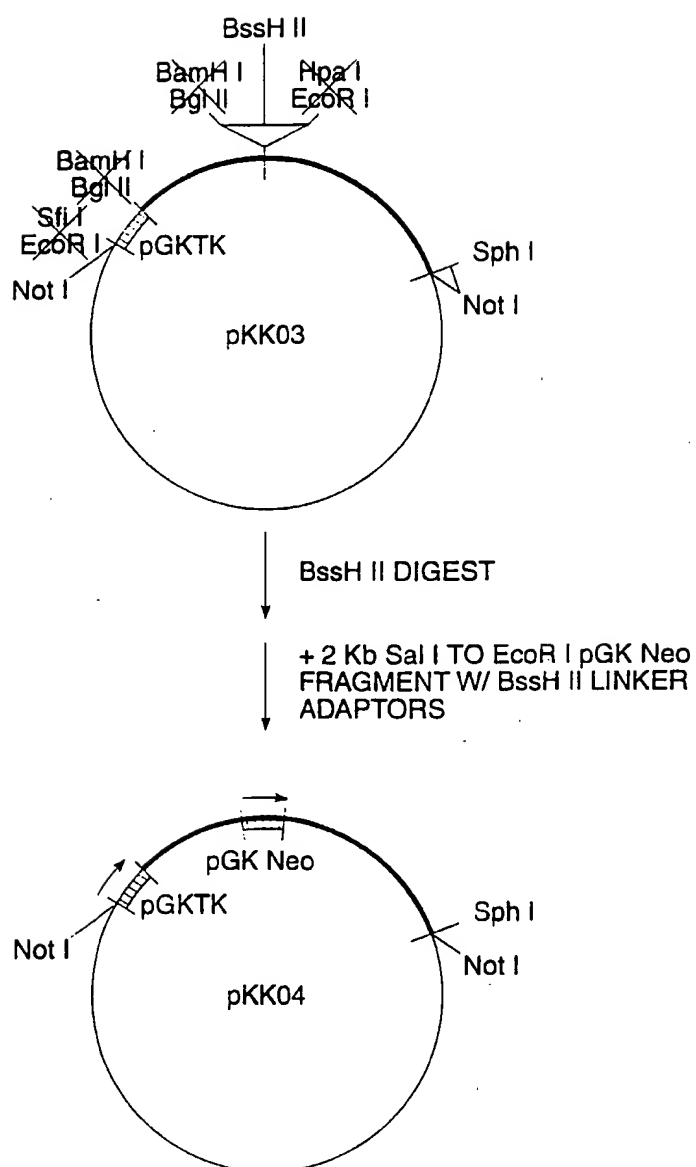 BssH II
BamH I
Bgl II
Hpa I
EcoR I
BamH I
Bgl II
Sfi I
EcoR I
pGKTK
Not I
Sph I
Not I
pKK03
BssH II DIGEST
+ 2 Kb Sal I TO EcoR I pGK Neo
FRAGMENT W/ BssH II LINKER
ADAPTORS
pGK Neo
pGKTK
Not I
Sph I
Not I
pKK04